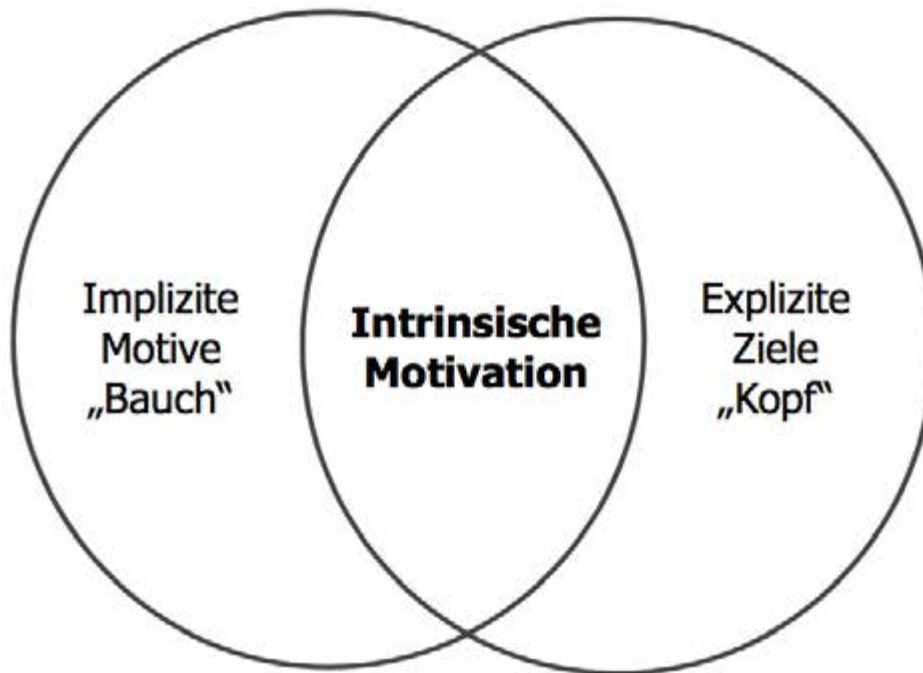 Implizite
Motive
„Bauch“
Intrinsische
Motivation
Explizite
Ziele
„Kopf“